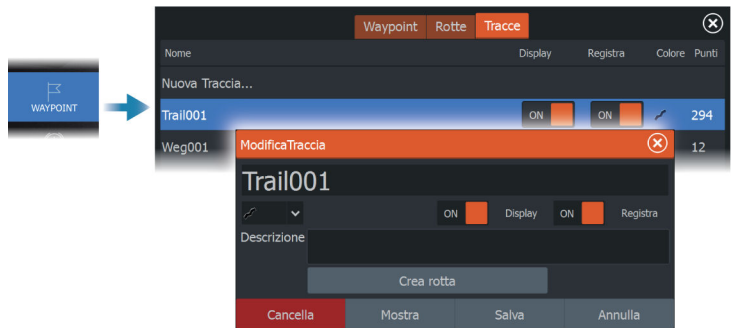 Waypoint Rotte Tracce
Nome Display Registra Colore Punti
Nuova Traccia...
WAYPOINT
Trail001 ON ON 294
Weg001 12
ModificaTraccia
Trail001
ON Display ON Registra
Descrizione
Crea rotta
Cancella Mostra Salva Annulla